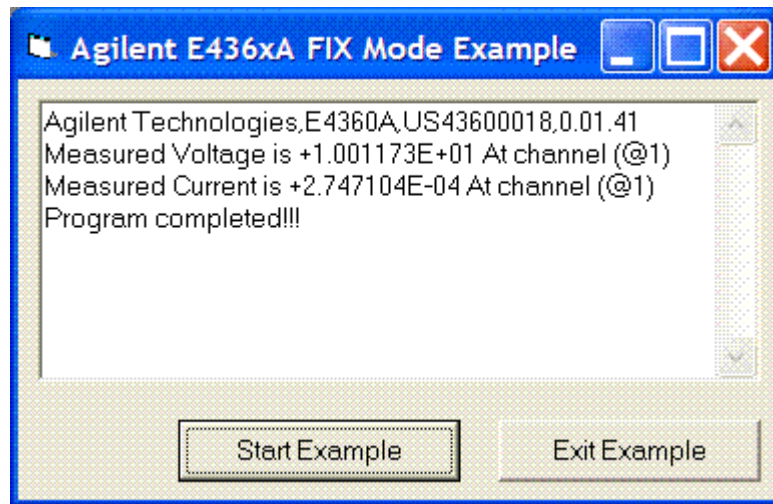 Agilent E436xA FIX Mode Example
Agilent Technologies,E4360A,US43600018,0.01.41
Measured Voltage is +1.001173E+01 At channel (@1)
Measured Current is +2.747104E-04 At channel (@1)
Program completed!!!
Start Example
Exit Example